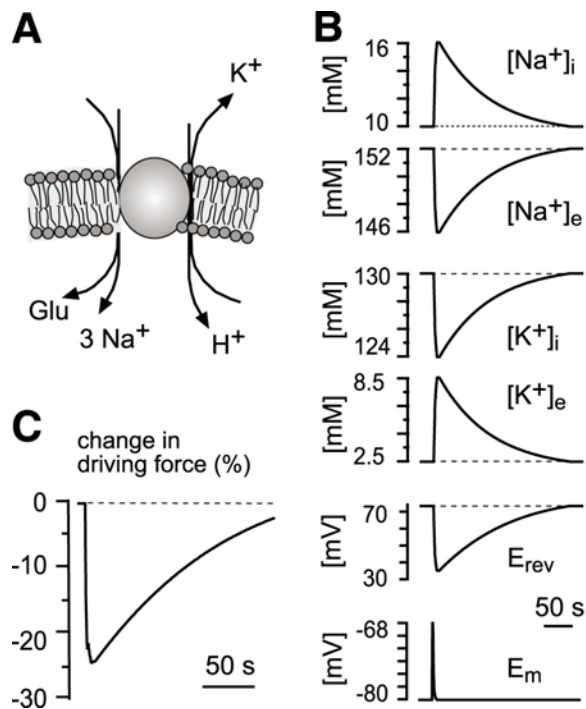 A
K+
Glu
3 Na+
H+
B
[mM]
16
10
[Na+]i
[mM]
152
146
[Na+]e
[mM]
130
124
[K+]i
[mM]
8.5
2.5
[K+]e
[mV]
70
30
Erev
50 s
[mV]
-68
-80
Em
C
change in
driving force (%)
0
-10
-20
-30
50 s